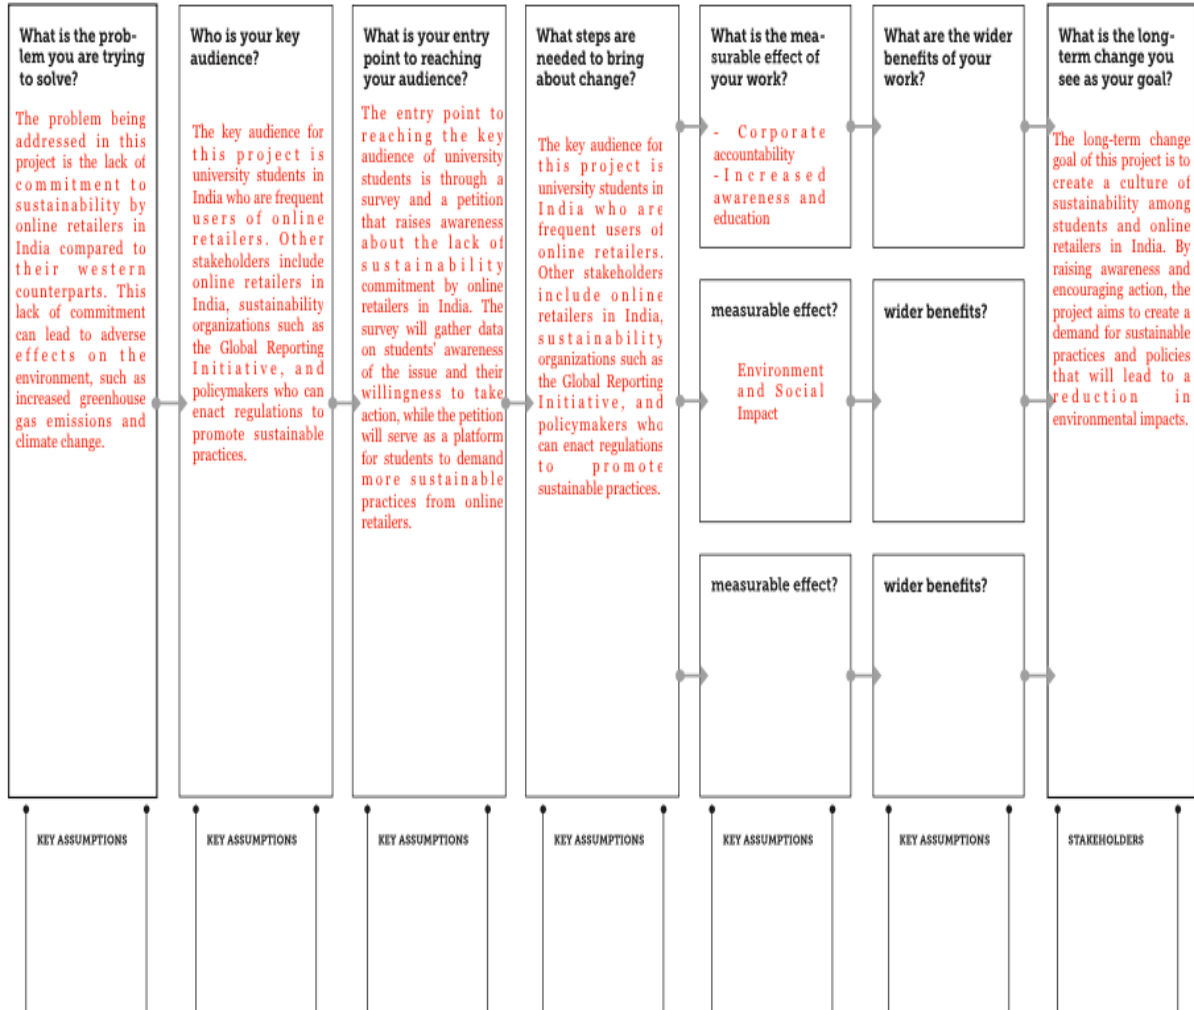 What is the prob-
lem you are trying
to solve?
The problem being
addressed in this
project is the lack of
commitment to
sustainability by
online retailers in
India compared to
their western
counterparts. This
lack of commitment
can lead to adverse
effects on the
environment, such as
increased greenhouse
gas emissions and
climate change.
Who is your key
audience?
The key audience for
this project is
university students in
India who are frequent
users of online
retailers. Other
stakeholders include
online retailers in
India, sustainability
organizations such as
the Global Reporting
Initiative, and
policymakers who can
enact regulations to
promote sustainable
practices.
What is your entry
point to reaching
your audience?
The entry point to
reaching the key
audience of university
students is through a
survey and a petition
that raises awareness
about the lack of
sustainability
commitment by online
retailers in India. The
survey will gather data
on students' awareness
of the issue and their
willingness to take
action, while the petition
will serve as a platform
for students to demand
more sustainable
practices from online
retailers.
What steps are
needed to bring
about change?
The key audience for
this project is
university students in
India who are
frequent users of
online retailers.
Other stakeholders
include online
retailers in India,
sustainability
organizations such as
the Global Reporting
Initiative, and
policymakers who
can enact regulations
to promote
sustainable practices.
What is the mea-
surable effect of
your work?
- Corporate
accountability
-Increased
awareness and
education
measurable effect?
Environment
and Social
Impact
measurable effect?
What are the wider
benefits of your
work?
wider benefits?
wider benefits?
What is the long-
term change you
see as your goal?
The long-term change
goal of this project is to
create a culture of
sustainability among
students and online
retailers in India. By
raising awareness and
encouraging action, the
project aims to create a
demand for sustainable
practices and policies
that will lead to a
reduction in
environmental impacts.
KEY ASSUMPTIONS
KEY ASSUMPTIONS
KEY ASSUMPTIONS
KEY ASSUMPTIONS
KEY ASSUMPTIONS
KEY ASSUMPTIONS
STAKEHOLDERS